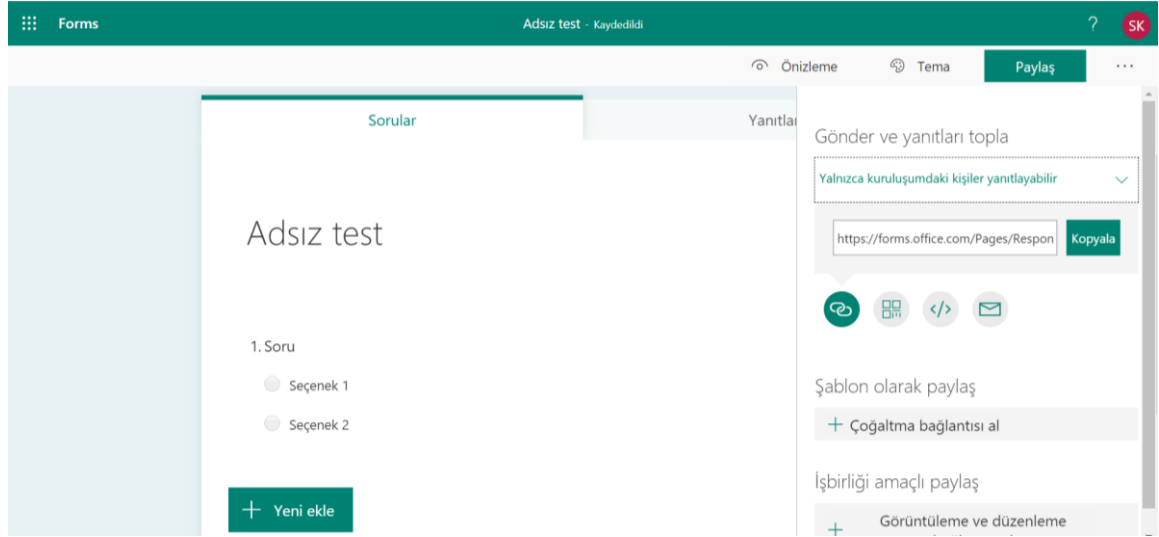 Forms
Adsız test - Kaydedildi
?
SK
Önizleme
Tema
Paylaş
...
Sorular
Yanıtlar
Gönder ve yanıtları topla
Yalnızca kuruluşumdaki kişiler yanıtlayabilir
https://forms.office.com/Pages/Respon
Kopyala
</>
Adsız test
1. Soru
Seçenek 1
Seçenek 2
+ Yeni ekle
Şablon olarak paylaş
+ Çoğaltma bağlantısı al
İşbirliği amaçlı paylaş
+ Görüntüleme ve düzenleme